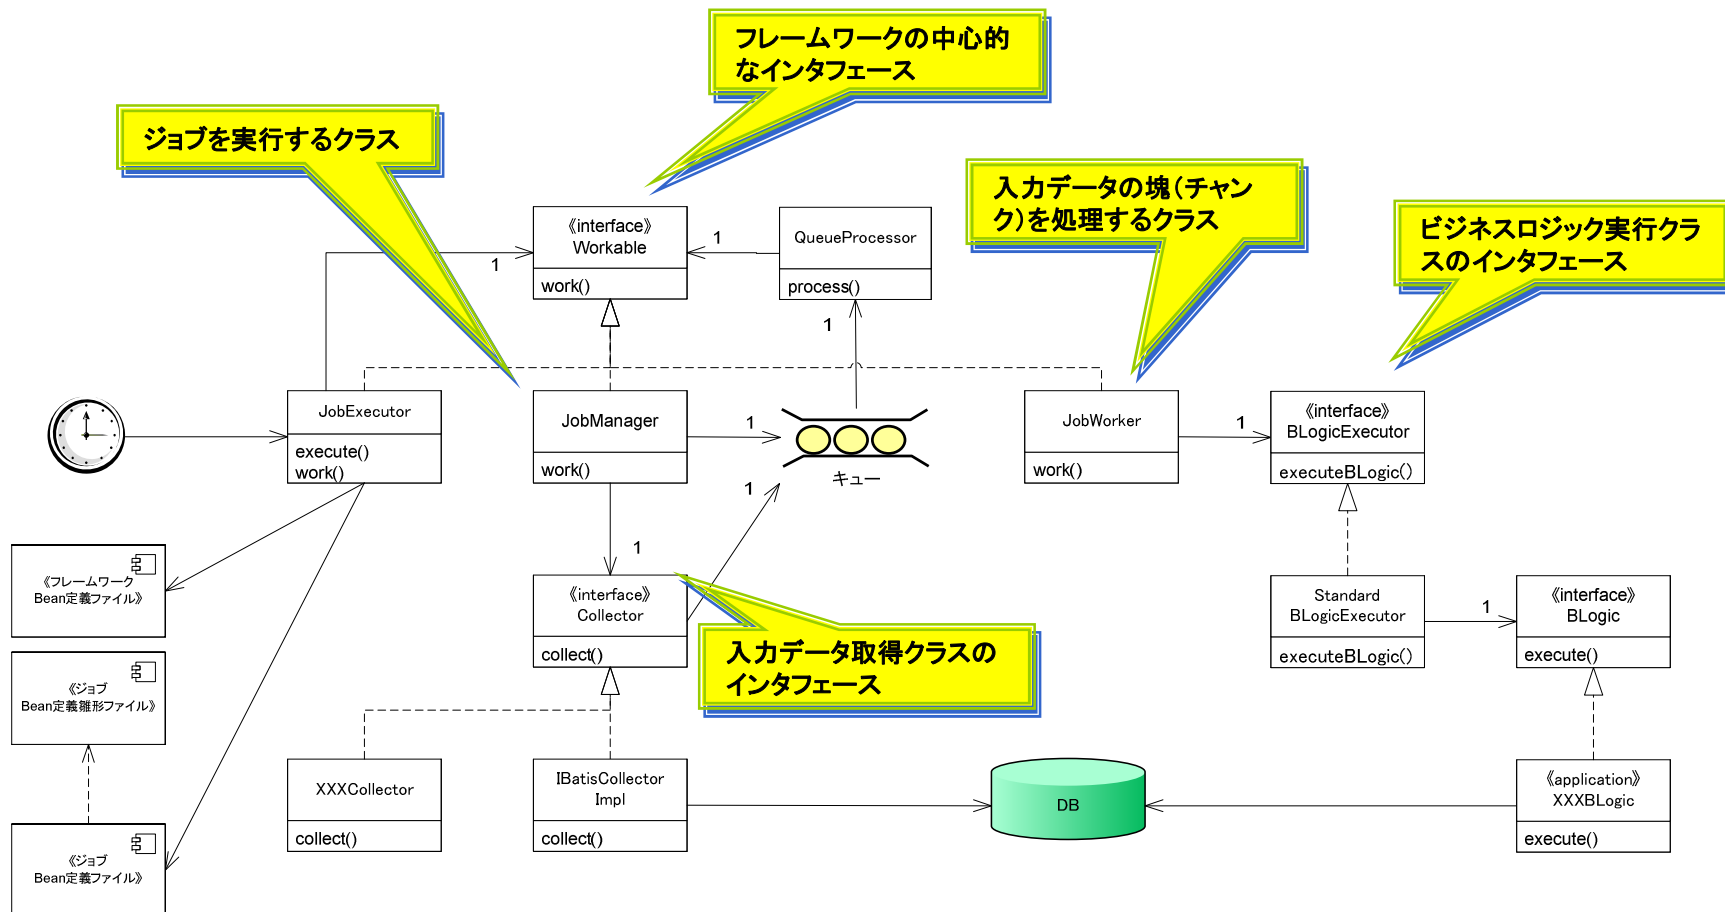 フレームワークの中心的
なインタフェース
ジョブを実行するクラス
入力データの塊(チャン
ク)を処理するクラス
ビジネスロジック実行クラ
スのインタフェース
《interface》
Workable
work()
1
1
QueueProcessor
process()
1
JobExecutor
execute()
work()
JobManager
work()
1
キュー
1
JobWorker
work()
1
《interface》
BLogicExecutor
executeBLogic()
《フレームワーク
Bean定義ファイル》
1
《interface》
Collector
collect()
入力データ取得クラスの
インタフェース
Standard
BLogicExecutor
executeBLogic()
1
《interface》
BLogic
execute()
《ジョブ
Bean定義雛形ファイル》
《ジョブ
Bean定義ファイル》
XXXCollector
collect()
IBatisCollector
Impl
collect()
DB
《application》
XXXBLogic
execute()